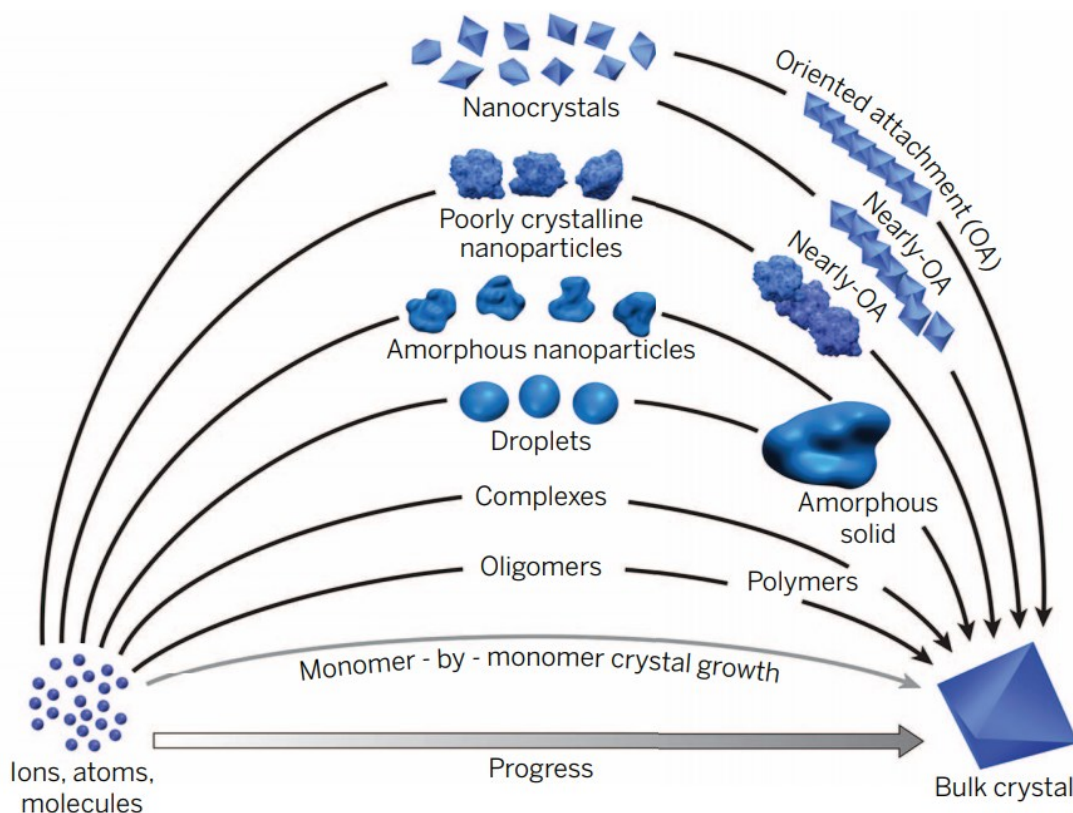 Nanocrystals
Oriented attachment (OA)
Poorly crystalline
nanoparticles
Nearly-OA
Nearly-OA
Amorphous nanoparticles
Droplets
Amorphous
solid
Complexes
Oligomers
Polymers
Monomer - by - monomer crystal growth
Ions, atoms,
molecules
Progress
Bulk crystal